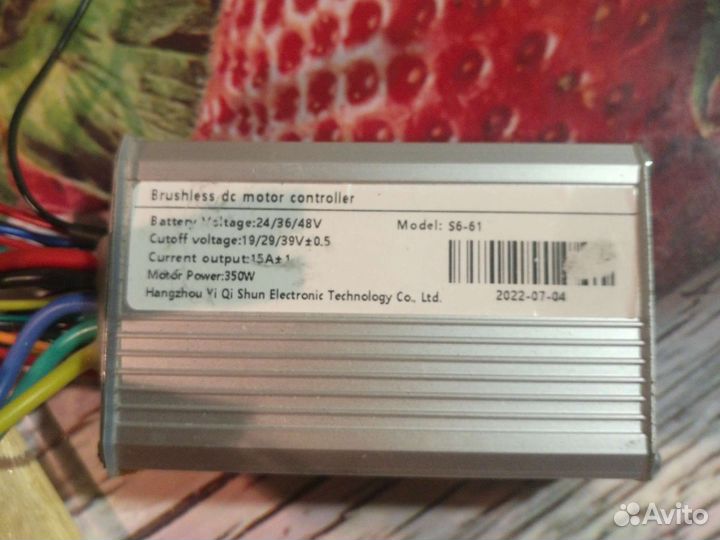 Brushless dc motor controller
Battery Voltage:24/36/48V Model: S6-61
Cutoff voltage:19/29/39V±0.5
Current output:15A±1
Motor Power:350W
Hangzhou Yi Qi Shun Electronic Technology Co., Ltd. 2022-07-04
Avito